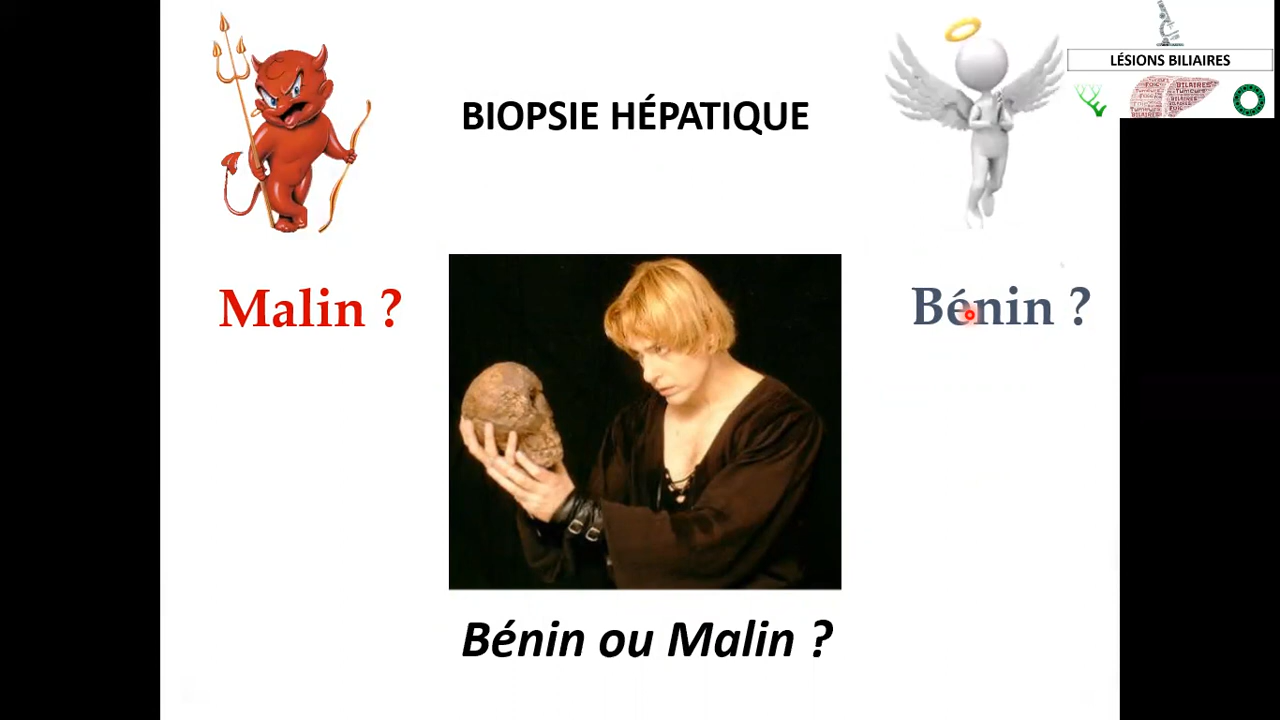 BIOPSIE HÉPATIQUE
LÉSIONS BILIAIRES
Malin ?
Bénin ?
Bénin ou Malin ?